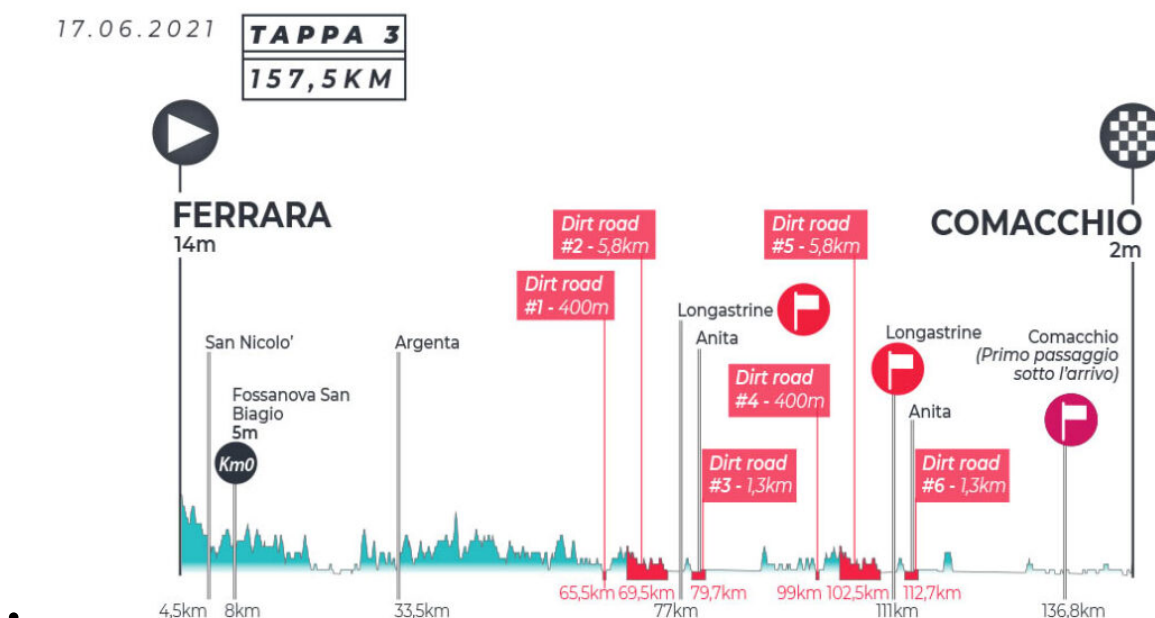 17.06.2021
TAPPA 3
157,5KM
FERRARA
14m
COMACCHIO
2m
Dirt road
#2 - 5,8km
Dirt road
#5 - 5,8km
Dirt road
#1 - 400m
Longastrine
Anita
San Nicolo'
Argenta
Longastrine
Comacchio
(Primo passaggio
sotto l'arrivo)
Dirt road
#4 - 400m
Fossanova San
Biagio
5m
Km0
Anita
Dirt road
#3 - 1,3km
Dirt road
#6 - 1,3km
65,5km
69,5km
79,7km
99km
102,5km
112,7km
4,5km
8km
33,5km
77km
111km
136,8km